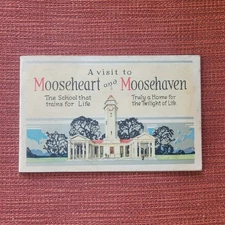 A visit to
Mooseheart and Moosehaven
The School that Truly a Home for
trains for Life the Twilight of Life